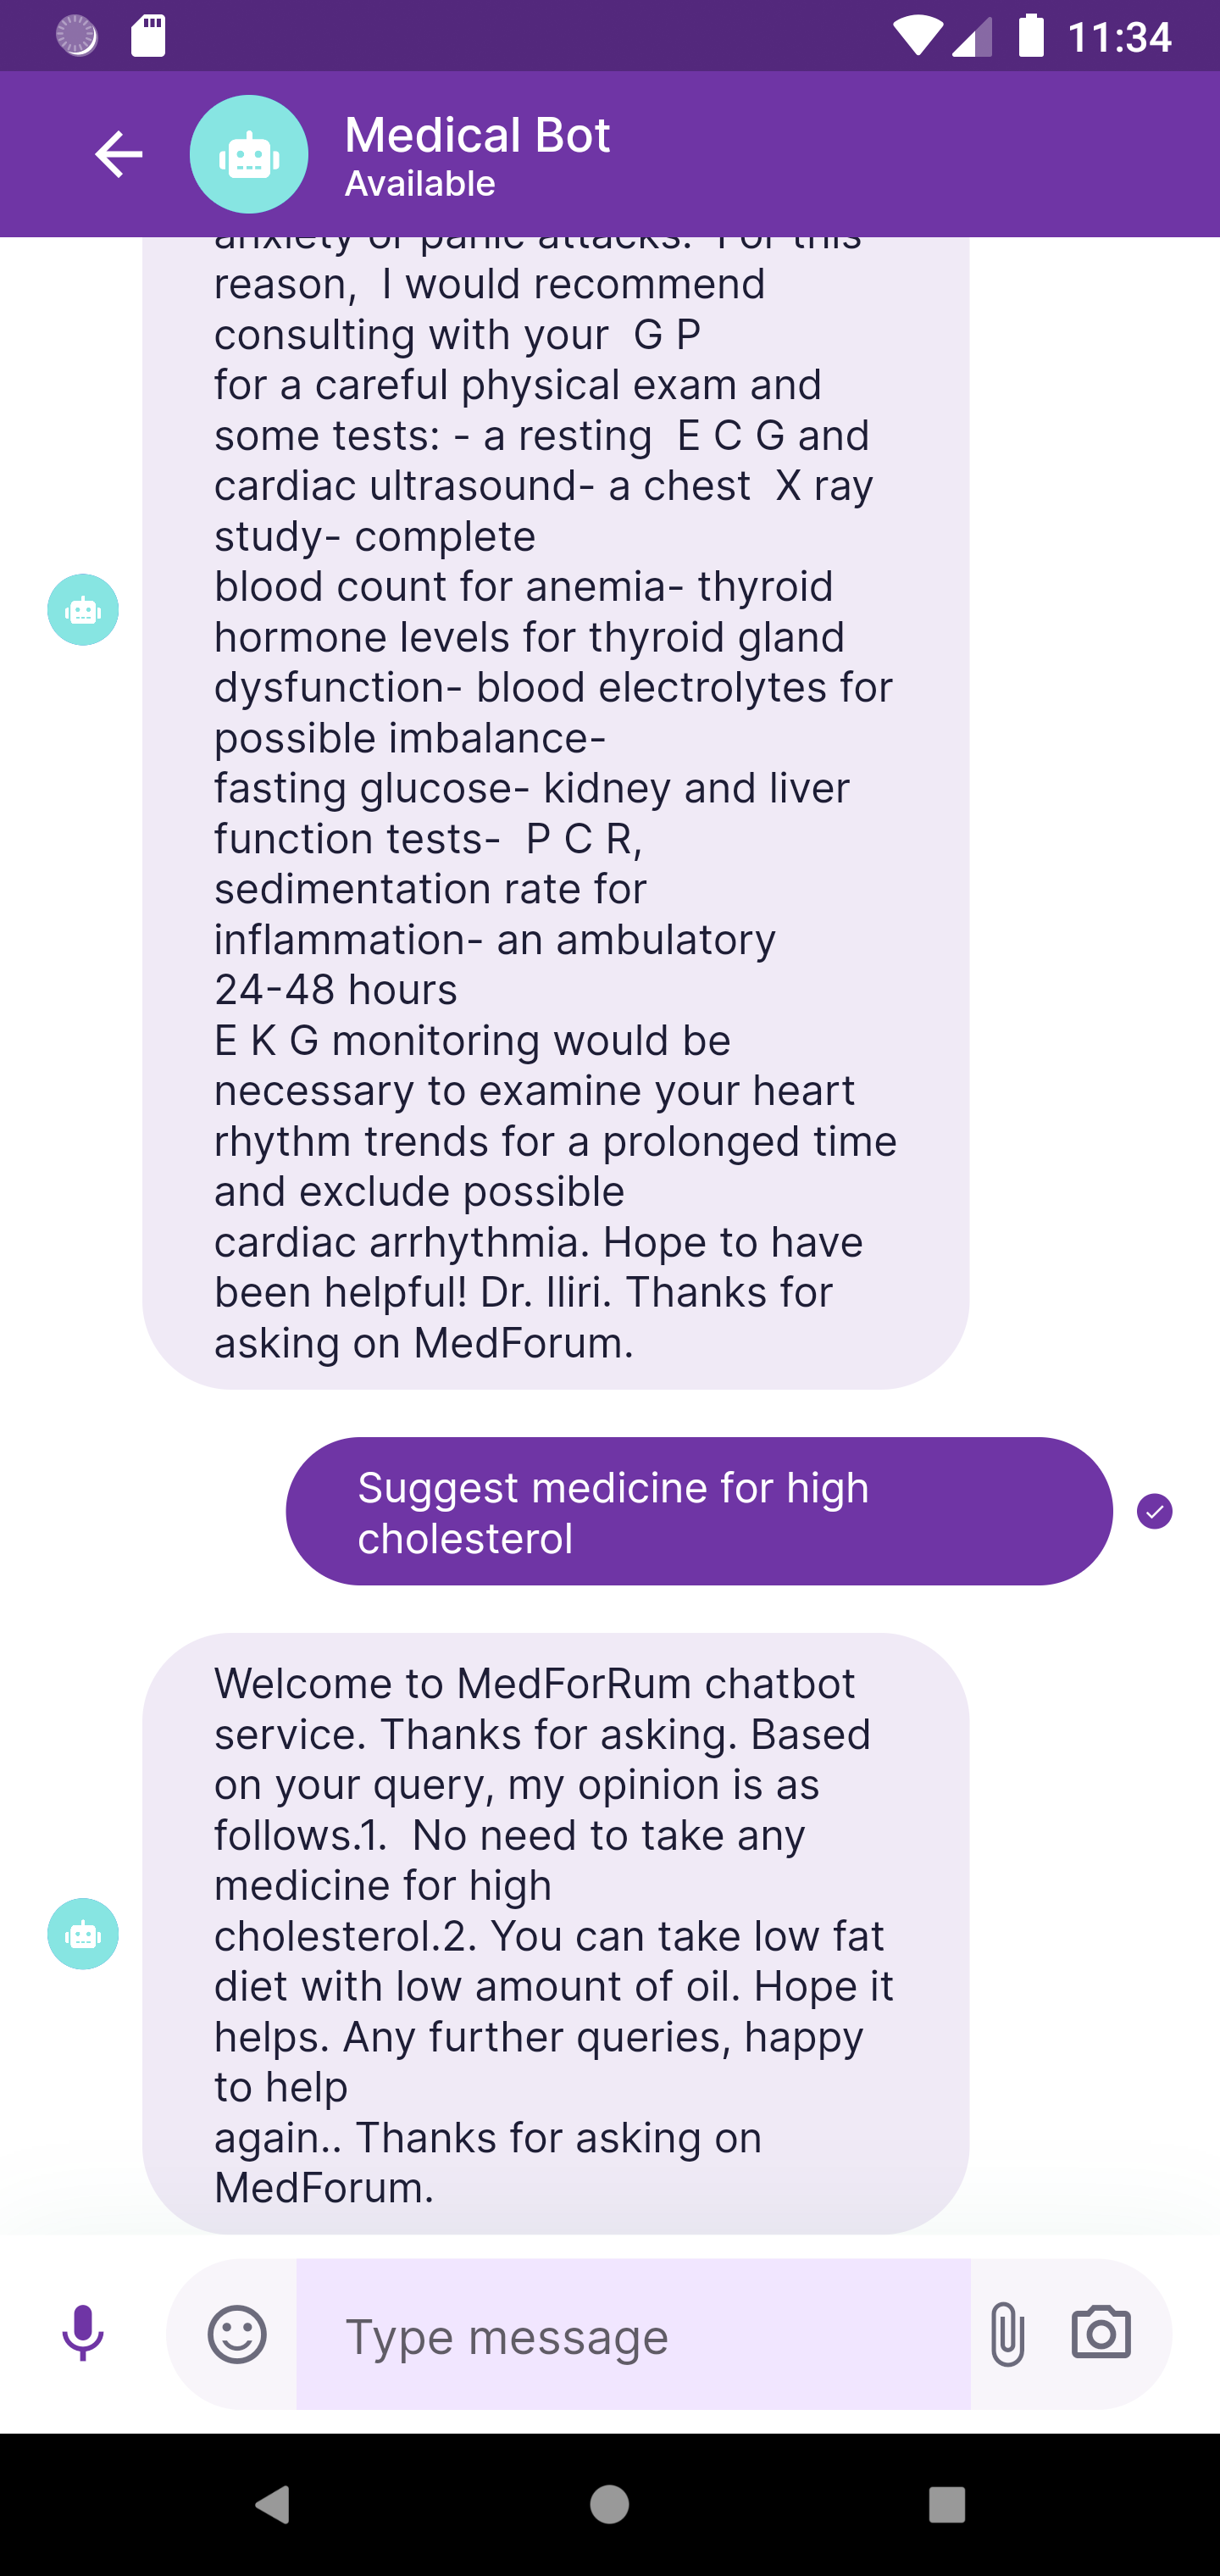 11:34
Medical Bot
Available
anxiety or panic attacks. For this
reason, I would recommend
consulting with your G P
for a careful physical exam and
some tests: - a resting E C G and
cardiac ultrasound- a chest X ray
study- complete
blood count for anemia- thyroid
hormone levels for thyroid gland
dysfunction- blood electrolytes for
possible imbalance-
fasting glucose- kidney and liver
function tests- P C R,
sedimentation rate for
inflammation- an ambulatory
24-48 hours
E K G monitoring would be
necessary to examine your heart
rhythm trends for a prolonged time
and exclude possible
cardiac arrhythmia. Hope to have
been helpful! Dr. Iliri. Thanks for
asking on MedForum.
Suggest medicine for high
cholesterol
Welcome to MedForRum chatbot
service. Thanks for asking. Based
on your query, my opinion is as
follows.1. No need to take any
medicine for high
cholesterol.2. You can take low fat
diet with low amount of oil. Hope it
helps. Any further queries, happy
to help
again.. Thanks for asking on
MedForum.
Type message